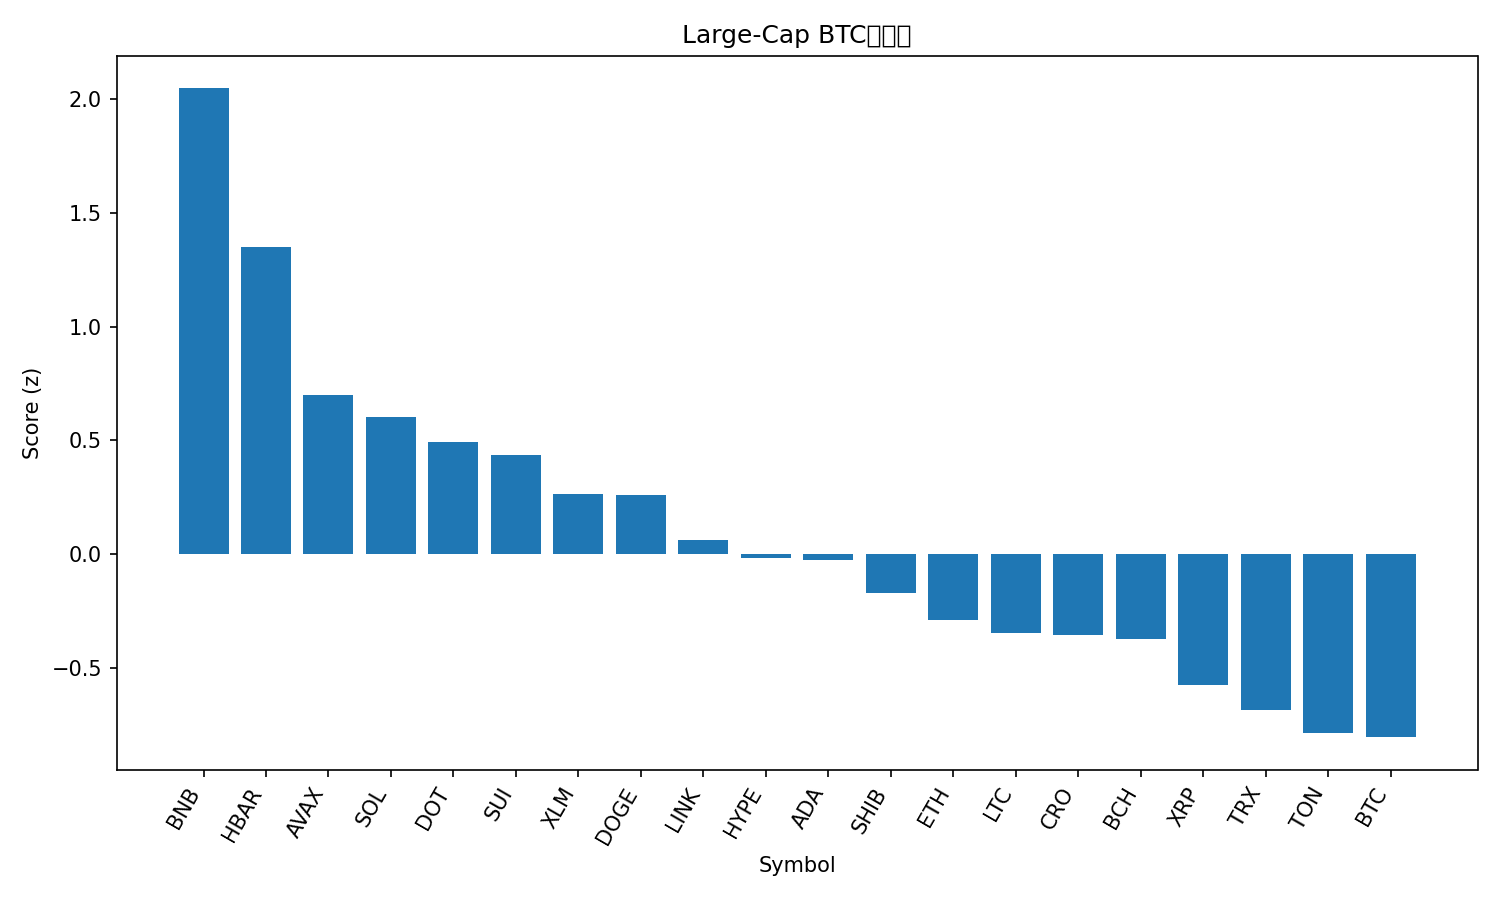 Large-Cap BTC
2.0
1.5
1.0
0.5
0.0
−0.5
Score (z)
BNB
HBAR
AVAX
SOL
DOT
SUI
XLM
DOGE
LINK
HYPE
ADA
SHIB
ETH
LTC
CRO
BCH
XRP
TRX
TON
BTC
Symbol